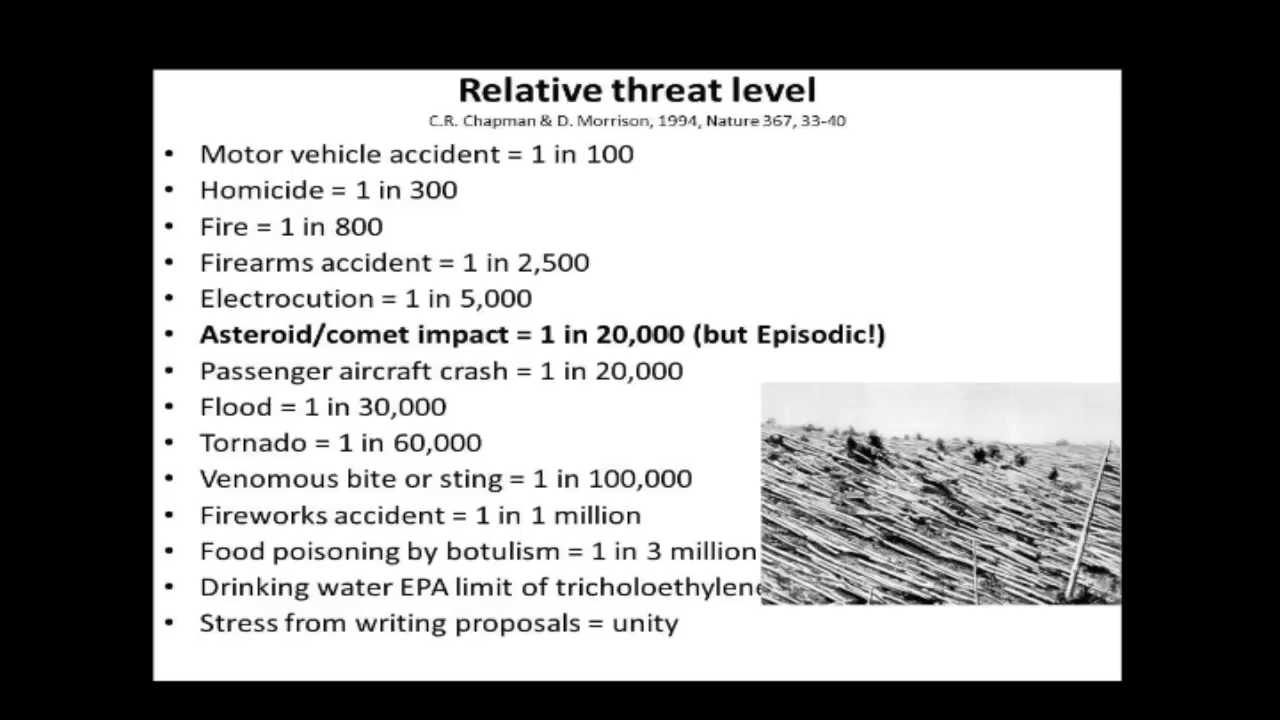 Relative threat level
C.R. Chapman & D. Morrison, 1994, Nature 367, 33-40
• Motor vehicle accident = 1 in 100
• Homicide = 1 in 300
• Fire = 1 in 800
• Firearms accident = 1 in 2,500
• Electrocution = 1 in 5,000
• Asteroid/comet impact = 1 in 20,000 (but Episodic!)
• Passenger aircraft crash = 1 in 20,000
• Flood = 1 in 30,000
• Tornado = 1 in 60,000
• Venomous bite or sting = 1 in 100,000
• Fireworks accident = 1 in 1 million
• Food poisoning by botulism = 1 in 3 million
• Drinking water EPA limit of tricholoethylene
• Stress from writing proposals = unity